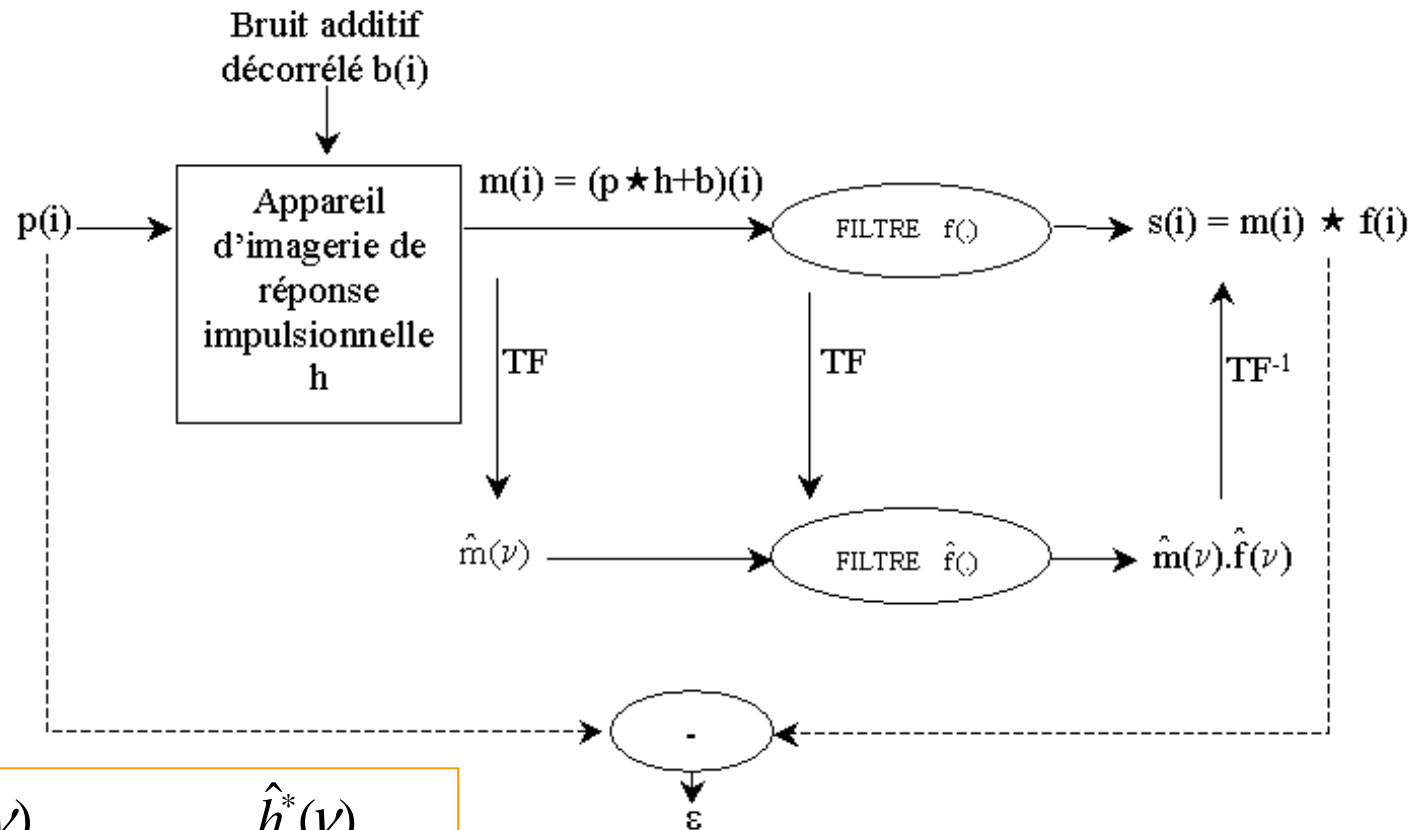 Bruit additif
décorrélé b(i)
p(i)
Appareil
d’imagerie de
réponse
impulsionnelle
h
m(i) = (p ★ h+b)(i)
FILTRE f(.)
s(i) = m(i) ★ f(i)
TF
TF
TF⁻¹
m̂(ν)
FILTRE f̂(.)
m̂(ν).f̂(ν)
-
ε
ĥ*(ν)